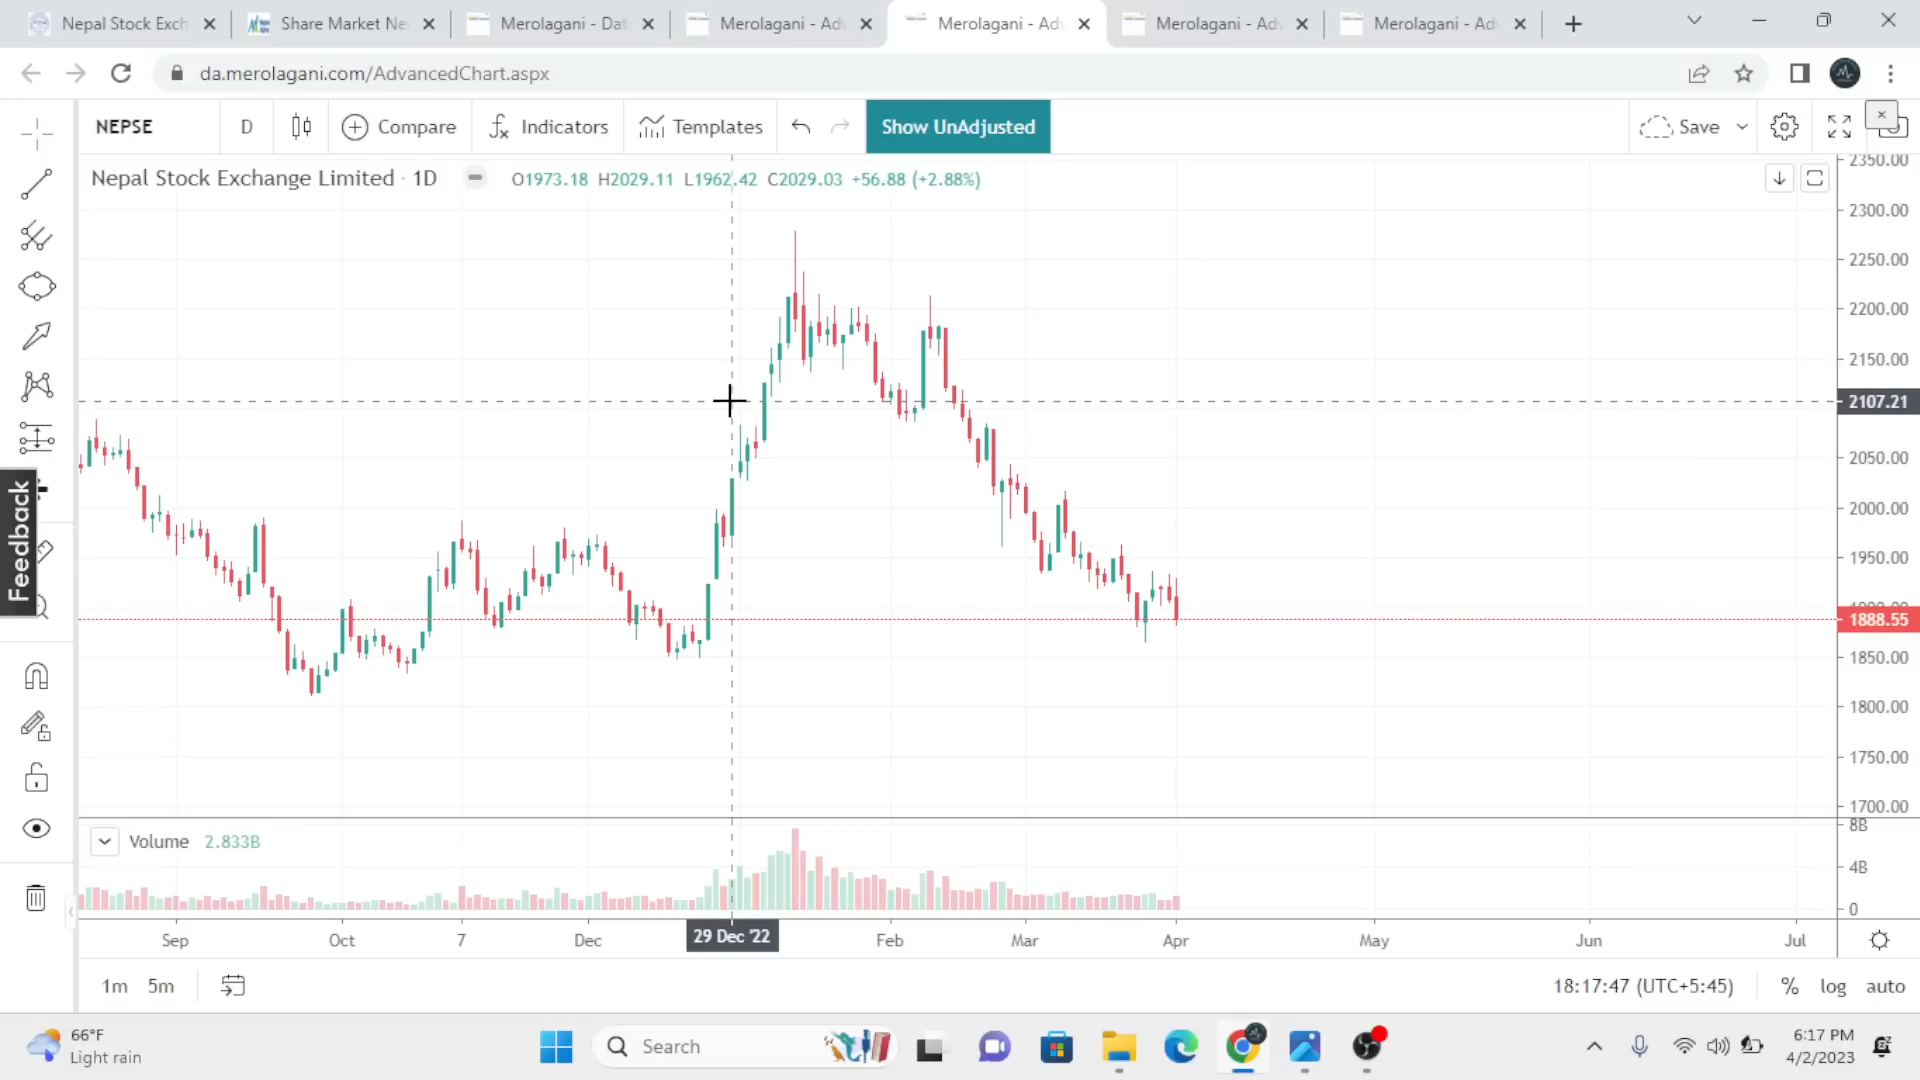 Nepal Stock Exch
Share Market Ne
Merolagani - Dat
Merolagani - Adv
Merolagani - Adv
Merolagani - Adv
Merolagani - Adv
da.merolagani.com/AdvancedChart.aspx
NEPSE D Compare Indicators Templates Show UnAdjusted Save
Nepal Stock Exchange Limited · 1D O1973.18 H2029.11 L1962.42 C2029.03 +56.88 (+2.88%)
2350.00
2300.00
2250.00
2200.00
2150.00
2107.21
2050.00
2000.00
1950.00
1900.00
1888.55
1850.00
1800.00
1750.00
1700.00
Feedback
Volume 2.833B
8B
4B
0
Sep Oct 7 Dec 29 Dec '22 Feb Mar Apr May Jun Jul
1m 5m 18:17:47 (UTC+5:45) % log auto
66°F
Light rain
Search
6:17 PM
4/2/2023